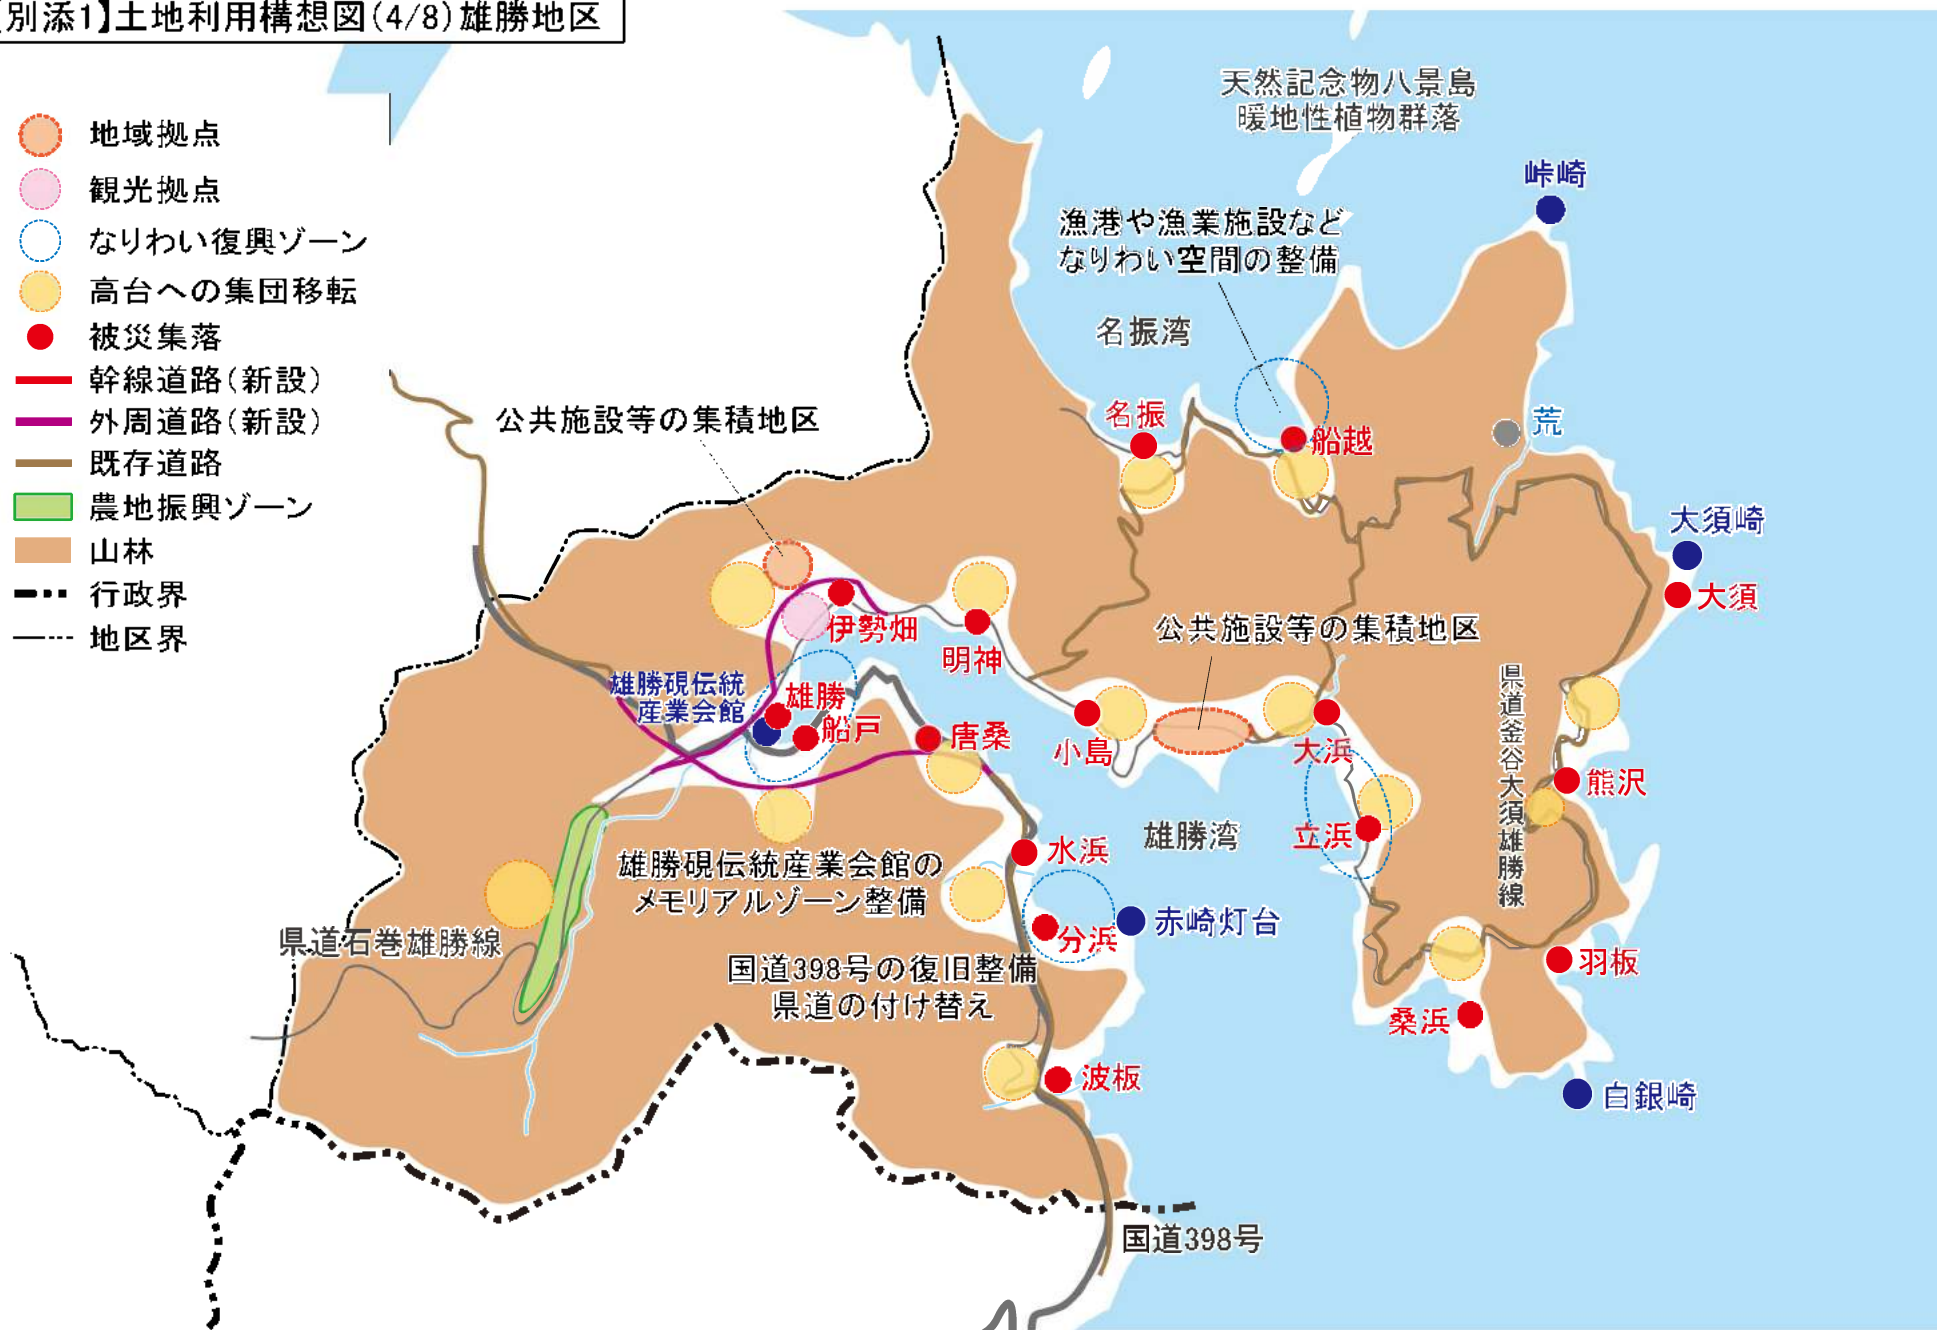 別添1】土地利用構想図(4/8)雄勝地区
地域拠点
観光拠点
なりわい復興ゾーン
高台への集団移転
被災集落
幹線道路(新設)
外周道路(新設)
既存道路
農地振興ゾーン
山林
行政界
地区界
天然記念物八景島
暖地性植物群落
峠崎
漁港や漁業施設など
なりわい空間の整備
名振湾
公共施設等の集積地区
名振
船越
荒
大須崎
大須
伊勢畑
明神
公共施設等の集積地区
雄勝硯伝統
産業会館
雄勝
船戸
唐桑
小島
大浜
県道釜谷大須雄勝線
熊沢
立浜
雄勝湾
水浜
雄勝硯伝統産業会館の
メモリアルゾーン整備
分浜
赤崎灯台
県道石巻雄勝線
国道398号の復旧整備
県道の付け替え
羽板
桑浜
波板
白銀崎
国道398号